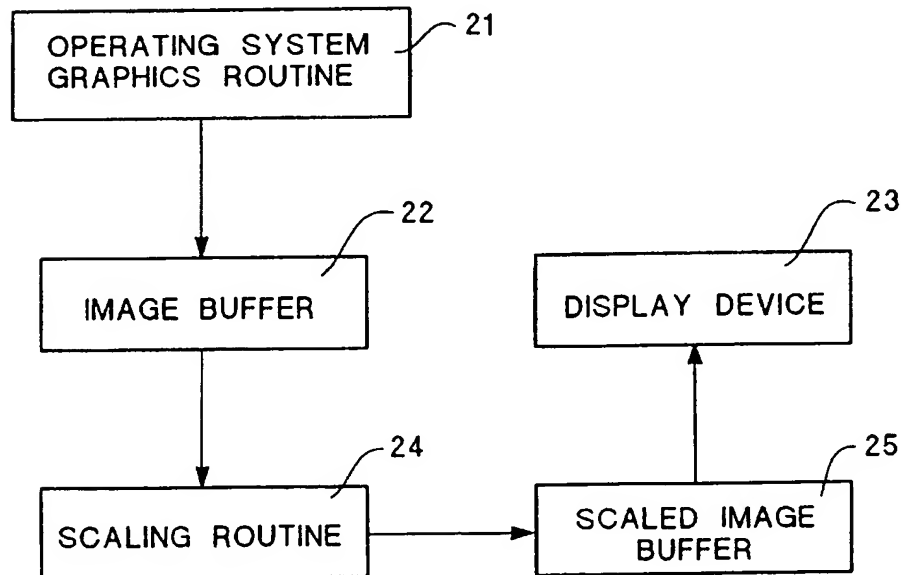 OPERATING SYSTEM
GRAPHICS ROUTINE
21
IMAGE BUFFER
22
DISPLAY DEVICE
23
SCALING ROUTINE
24
SCALED IMAGE
BUFFER
25